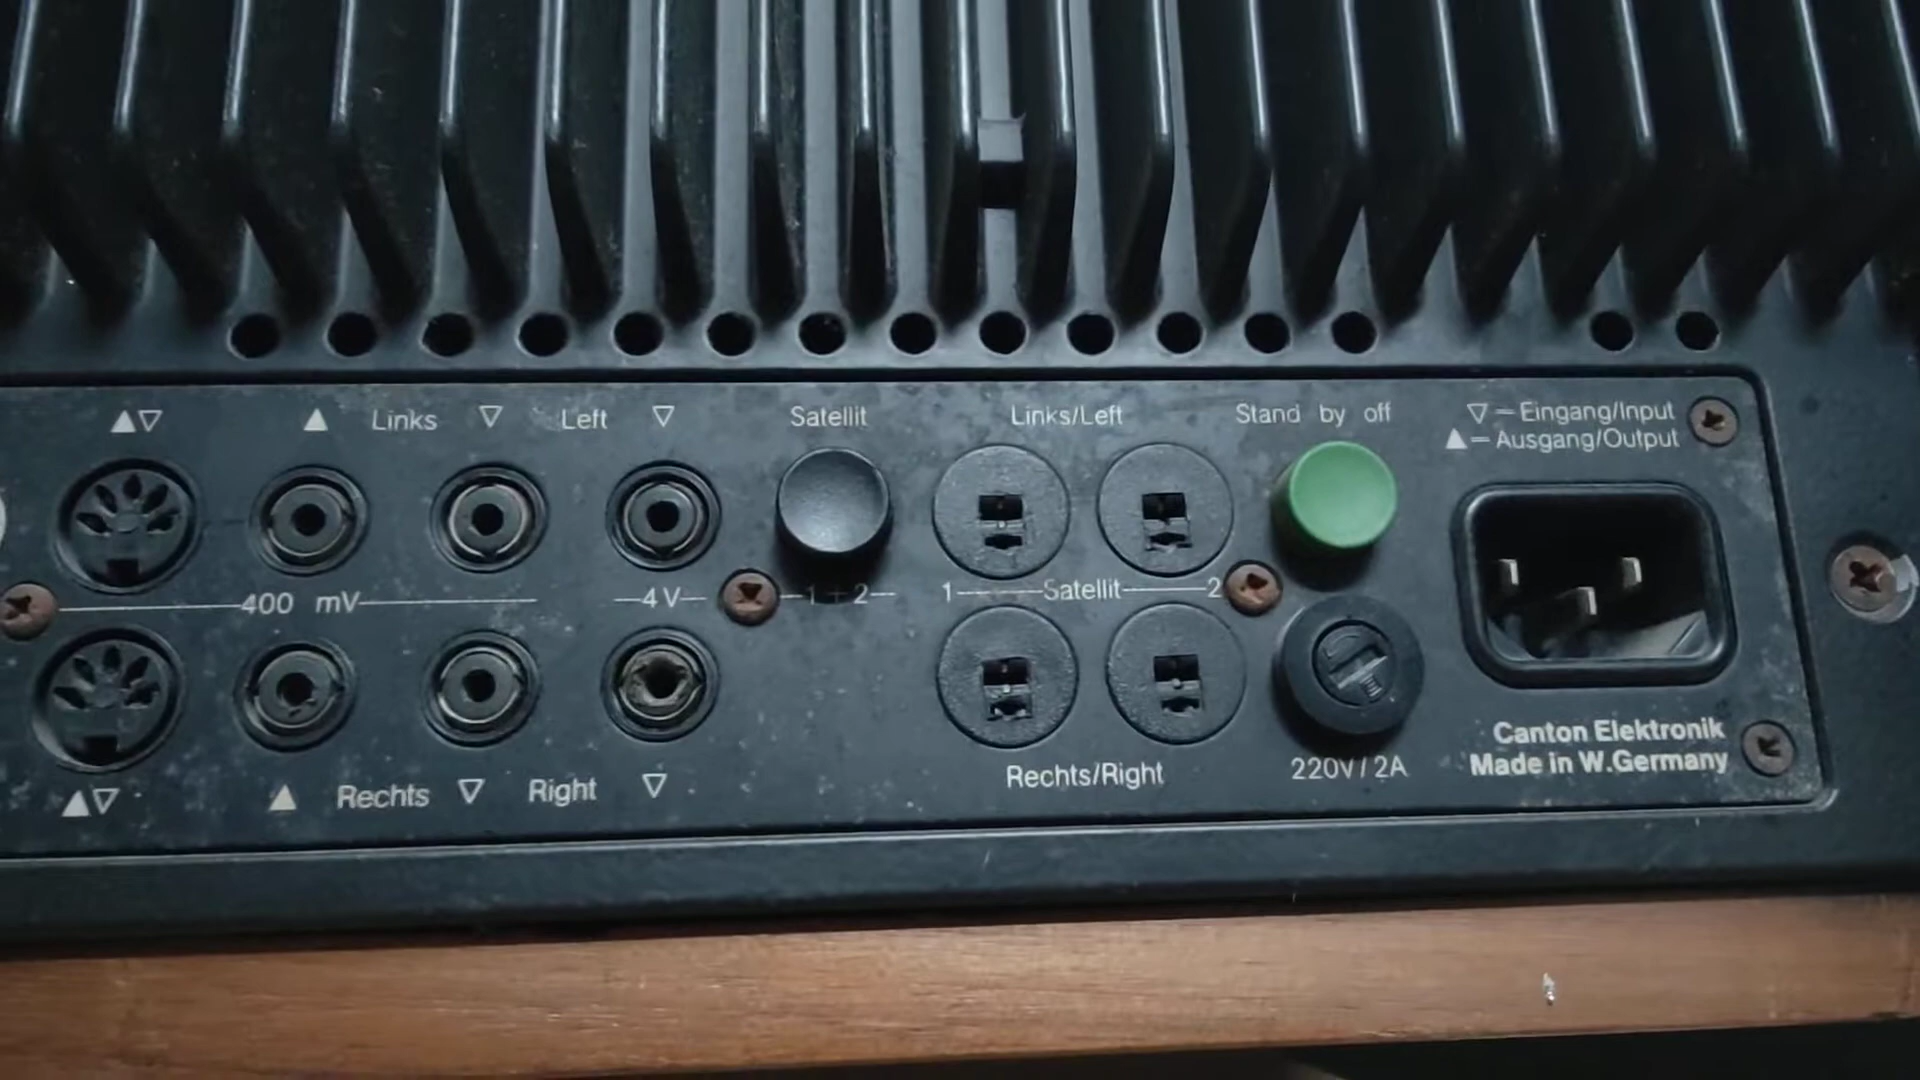 ▲▽ ▲ Links ▽ Left ▽ Satellit Links/Left Stand by off
▽ – Eingang/Input
▲ – Ausgang/Output
400 mV 4V 1 + 2 1 Satellit 2
▲▽ ▲ Rechts ▽ Right ▽ Rechts/Right 220V/2A
Canton Elektronik
Made in W.Germany